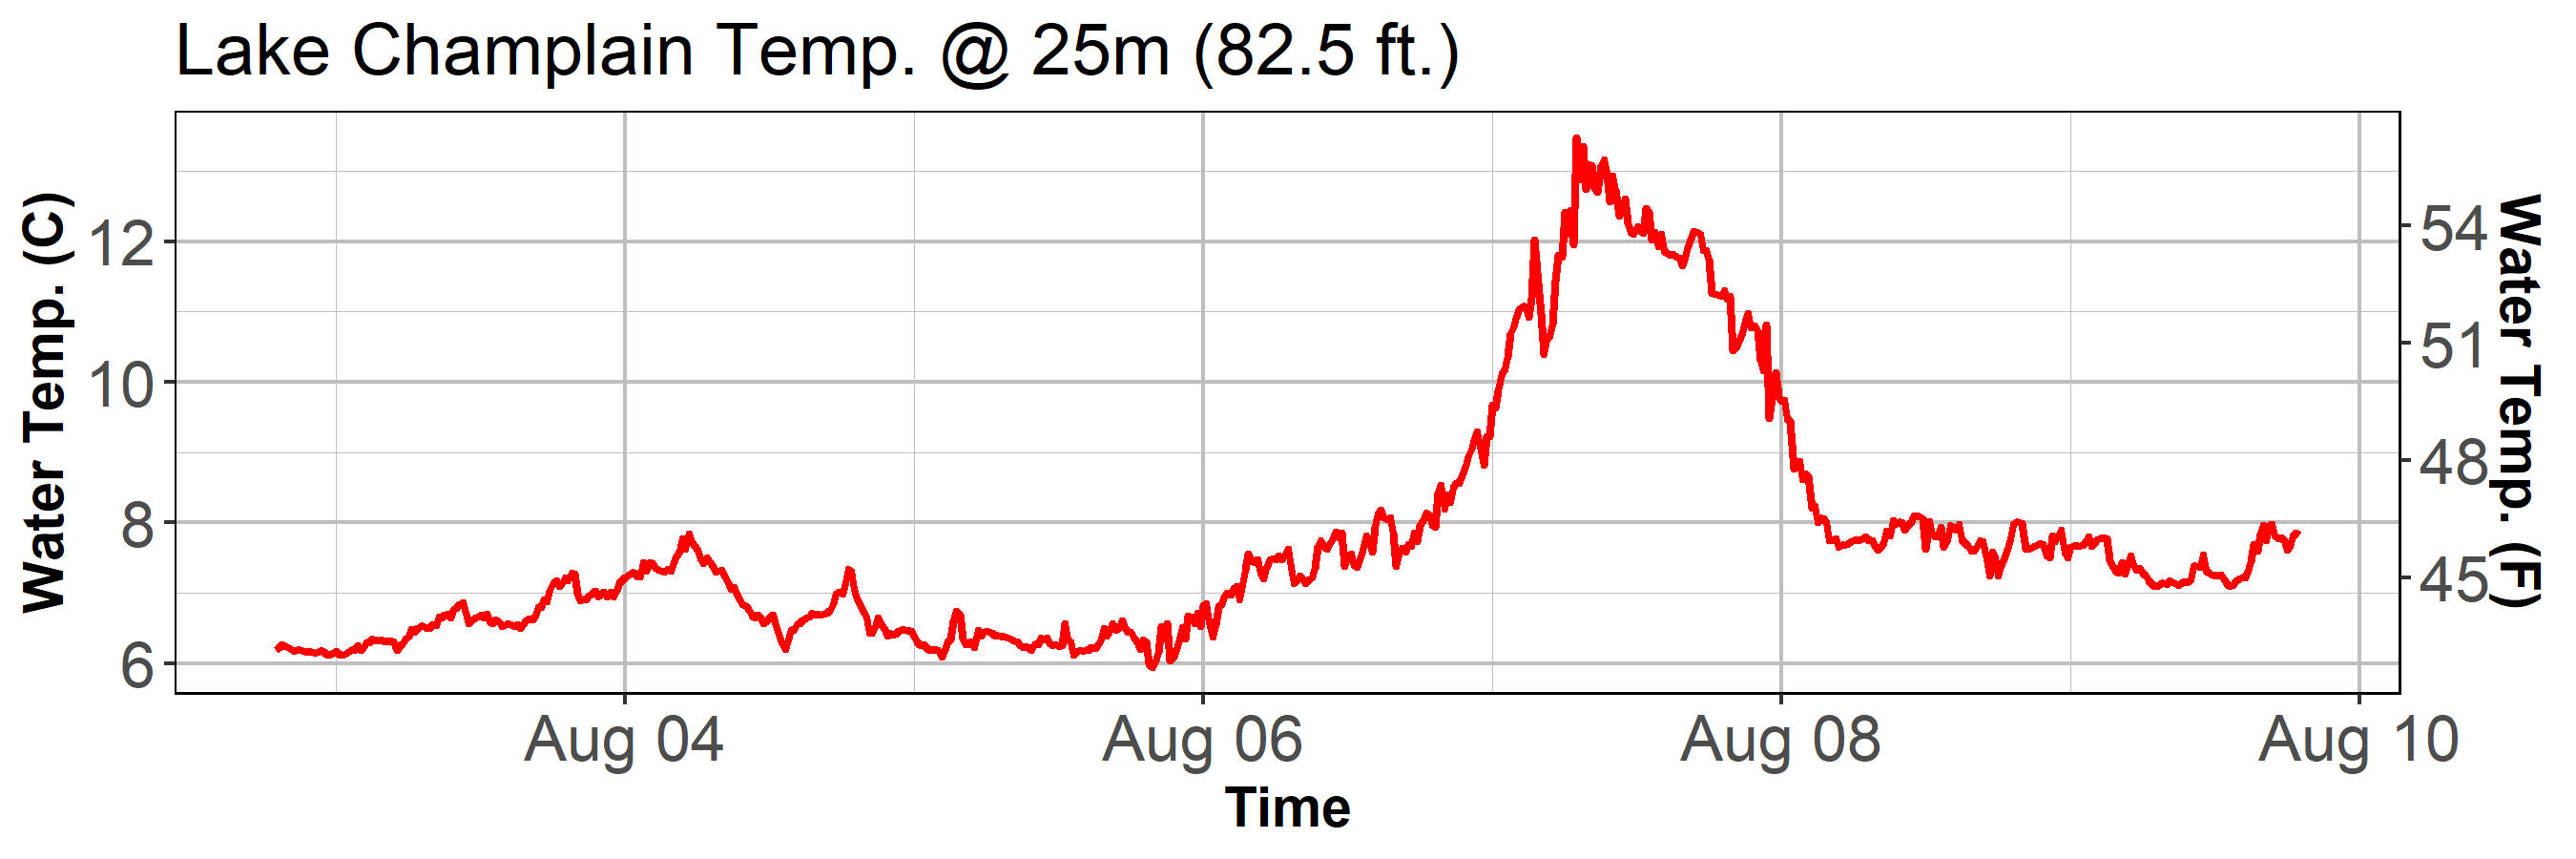 Lake Champlain Temp. @ 25m (82.5 ft.)
Water Temp. (C)
12
10
8
6
54
51
48
45
Water Temp. (F)
Aug 04
Aug 06
Aug 08
Aug 10
Time